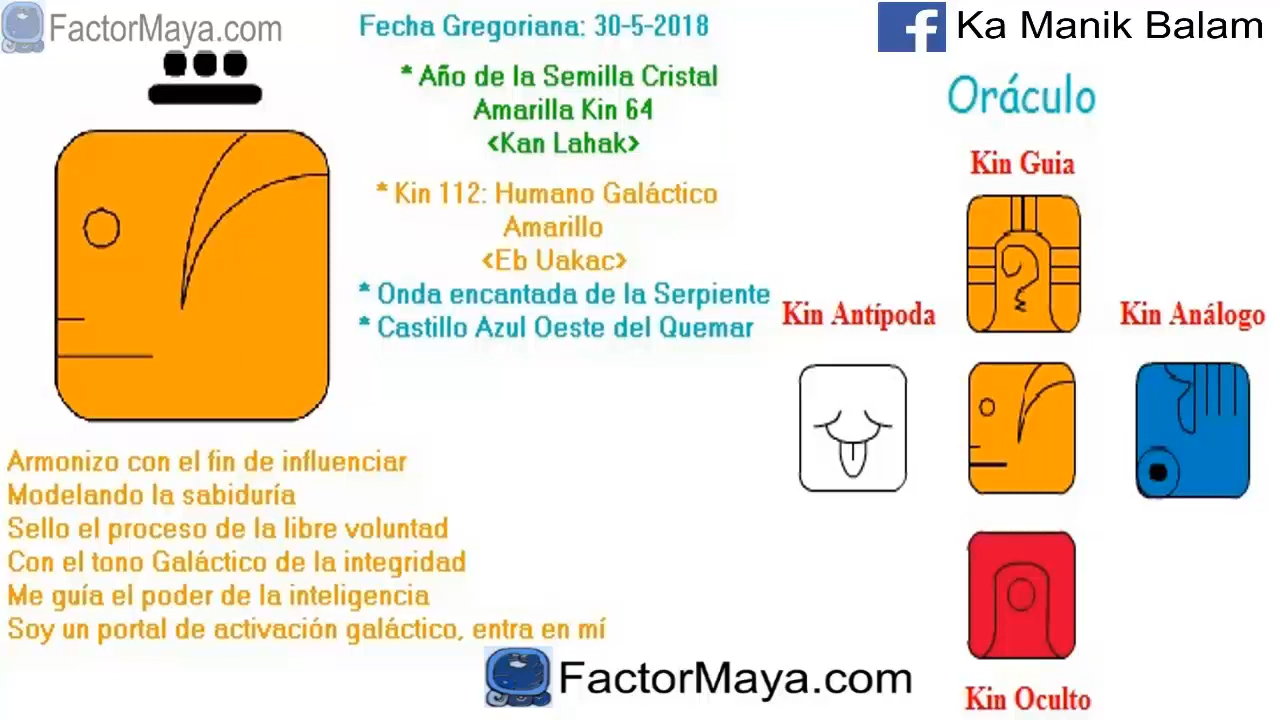 FactorMaya.com
Fecha Gregoriana: 30-5-2018
Ka Manik Balam
* Año de la Semilla Cristal
Amarilla Kin 64
<Kan Lahak>
* Kin 112: Humano Galáctico
Amarillo
<Eb Uakac>
* Onda encantada de la Serpiente
* Castillo Azul Oeste del Quemar
Oráculo
Kin Guia
Kin Antípoda
Kin Análogo
Kin Oculto
Armonizo con el fin de influenciar
Modelando la sabiduría
Sello el proceso de la libre voluntad
Con el tono Galáctico de la integridad
Me guía el poder de la inteligencia
Soy un portal de activación galáctico, entra en mí
FactorMaya.com